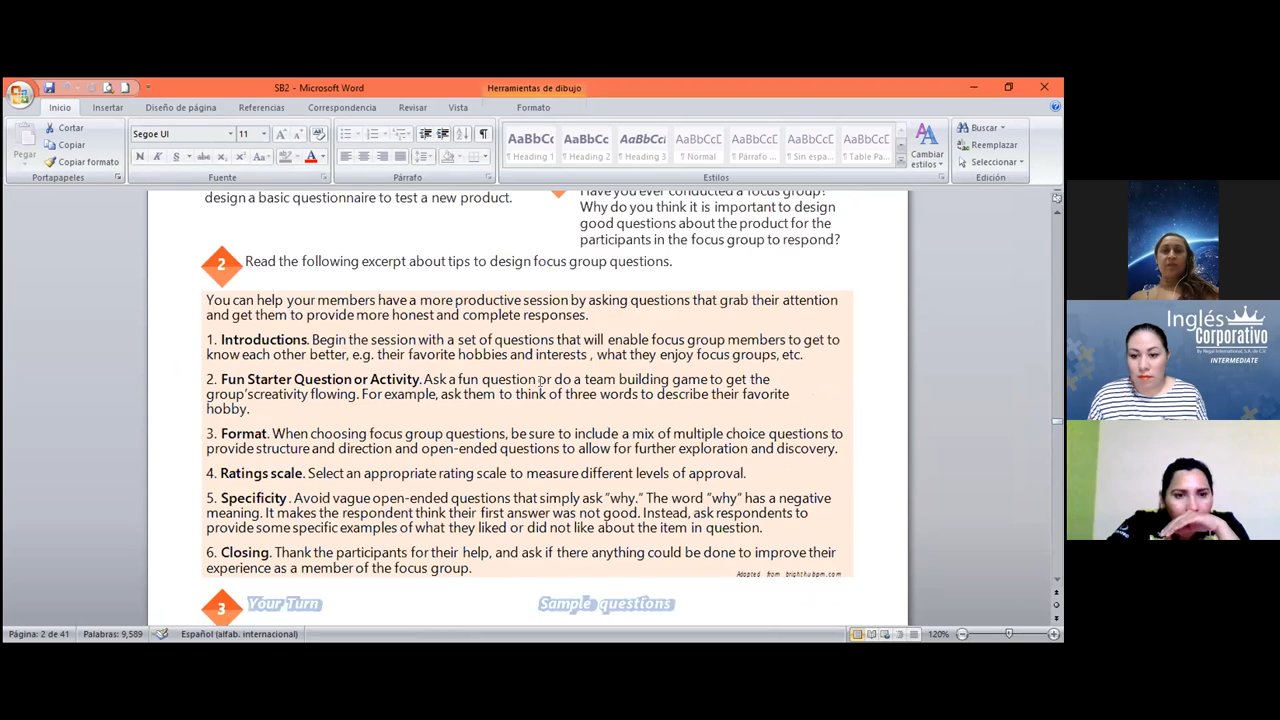 SB2 - Microsoft Word
Herramientas de dibujo
Inicio Insertar Diseño de página Referencias Correspondencia Revisar Vista Formato
Pegar
Cortar
Copiar
Copiar formato
Portapapeles
Segoe UI 11
N K S abc x₂ x² Aa
Fuente
Párrafo
AaBbCc AaBbCc AaBbCc AaBbCcD AaBbCcD AaBbCcD AaBbCcD
Heading 1 Heading 2 Heading 3 Normal Párrafo ... Sin espa... Table Pa...
Estilos
Cambiar
estilos
Buscar
Reemplazar
Seleccionar
Edición
design a basic questionnaire to test a new product.
Have you ever conducted a focus group?
Why do you think it is important to design
good questions about the product for the
participants in the focus group to respond?
2 Read the following excerpt about tips to design focus group questions.
You can help your members have a more productive session by asking questions that grab their attention
and get them to provide more honest and complete responses.
1. Introductions. Begin the session with a set of questions that will enable focus group members to get to
know each other better, e.g. their favorite hobbies and interests , what they enjoy focus groups, etc.
2. Fun Starter Question or Activity. Ask a fun question or do a team building game to get the
group'screativity flowing. For example, ask them to think of three words to describe their favorite
hobby.
3. Format. When choosing focus group questions, be sure to include a mix of multiple choice questions to
provide structure and direction and open-ended questions to allow for further exploration and discovery.
4. Ratings scale. Select an appropriate rating scale to measure different levels of approval.
5. Specificity . Avoid vague open-ended questions that simply ask "why." The word "why" has a negative
meaning. It makes the respondent think their first answer was not good. Instead, ask respondents to
provide some specific examples of what they liked or did not like about the item in question.
6. Closing. Thank the participants for their help, and ask if there anything could be done to improve their
experience as a member of the focus group.
Adapted from brighthubpm.com
3 Your Turn
Sample questions
Página: 2 de 41 Palabras: 9,589 Español (alfab. internacional) 120%
Inglés
Corporativo
By Regal International, S.A. de C.V.
INTERMEDIATE